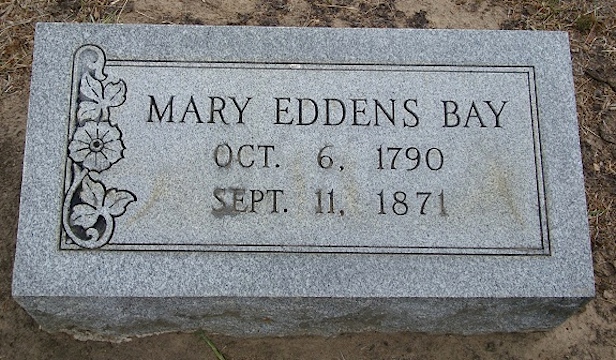 MARY EDDENS BAY
OCT. 6, 1790
SEPT. 11, 1871